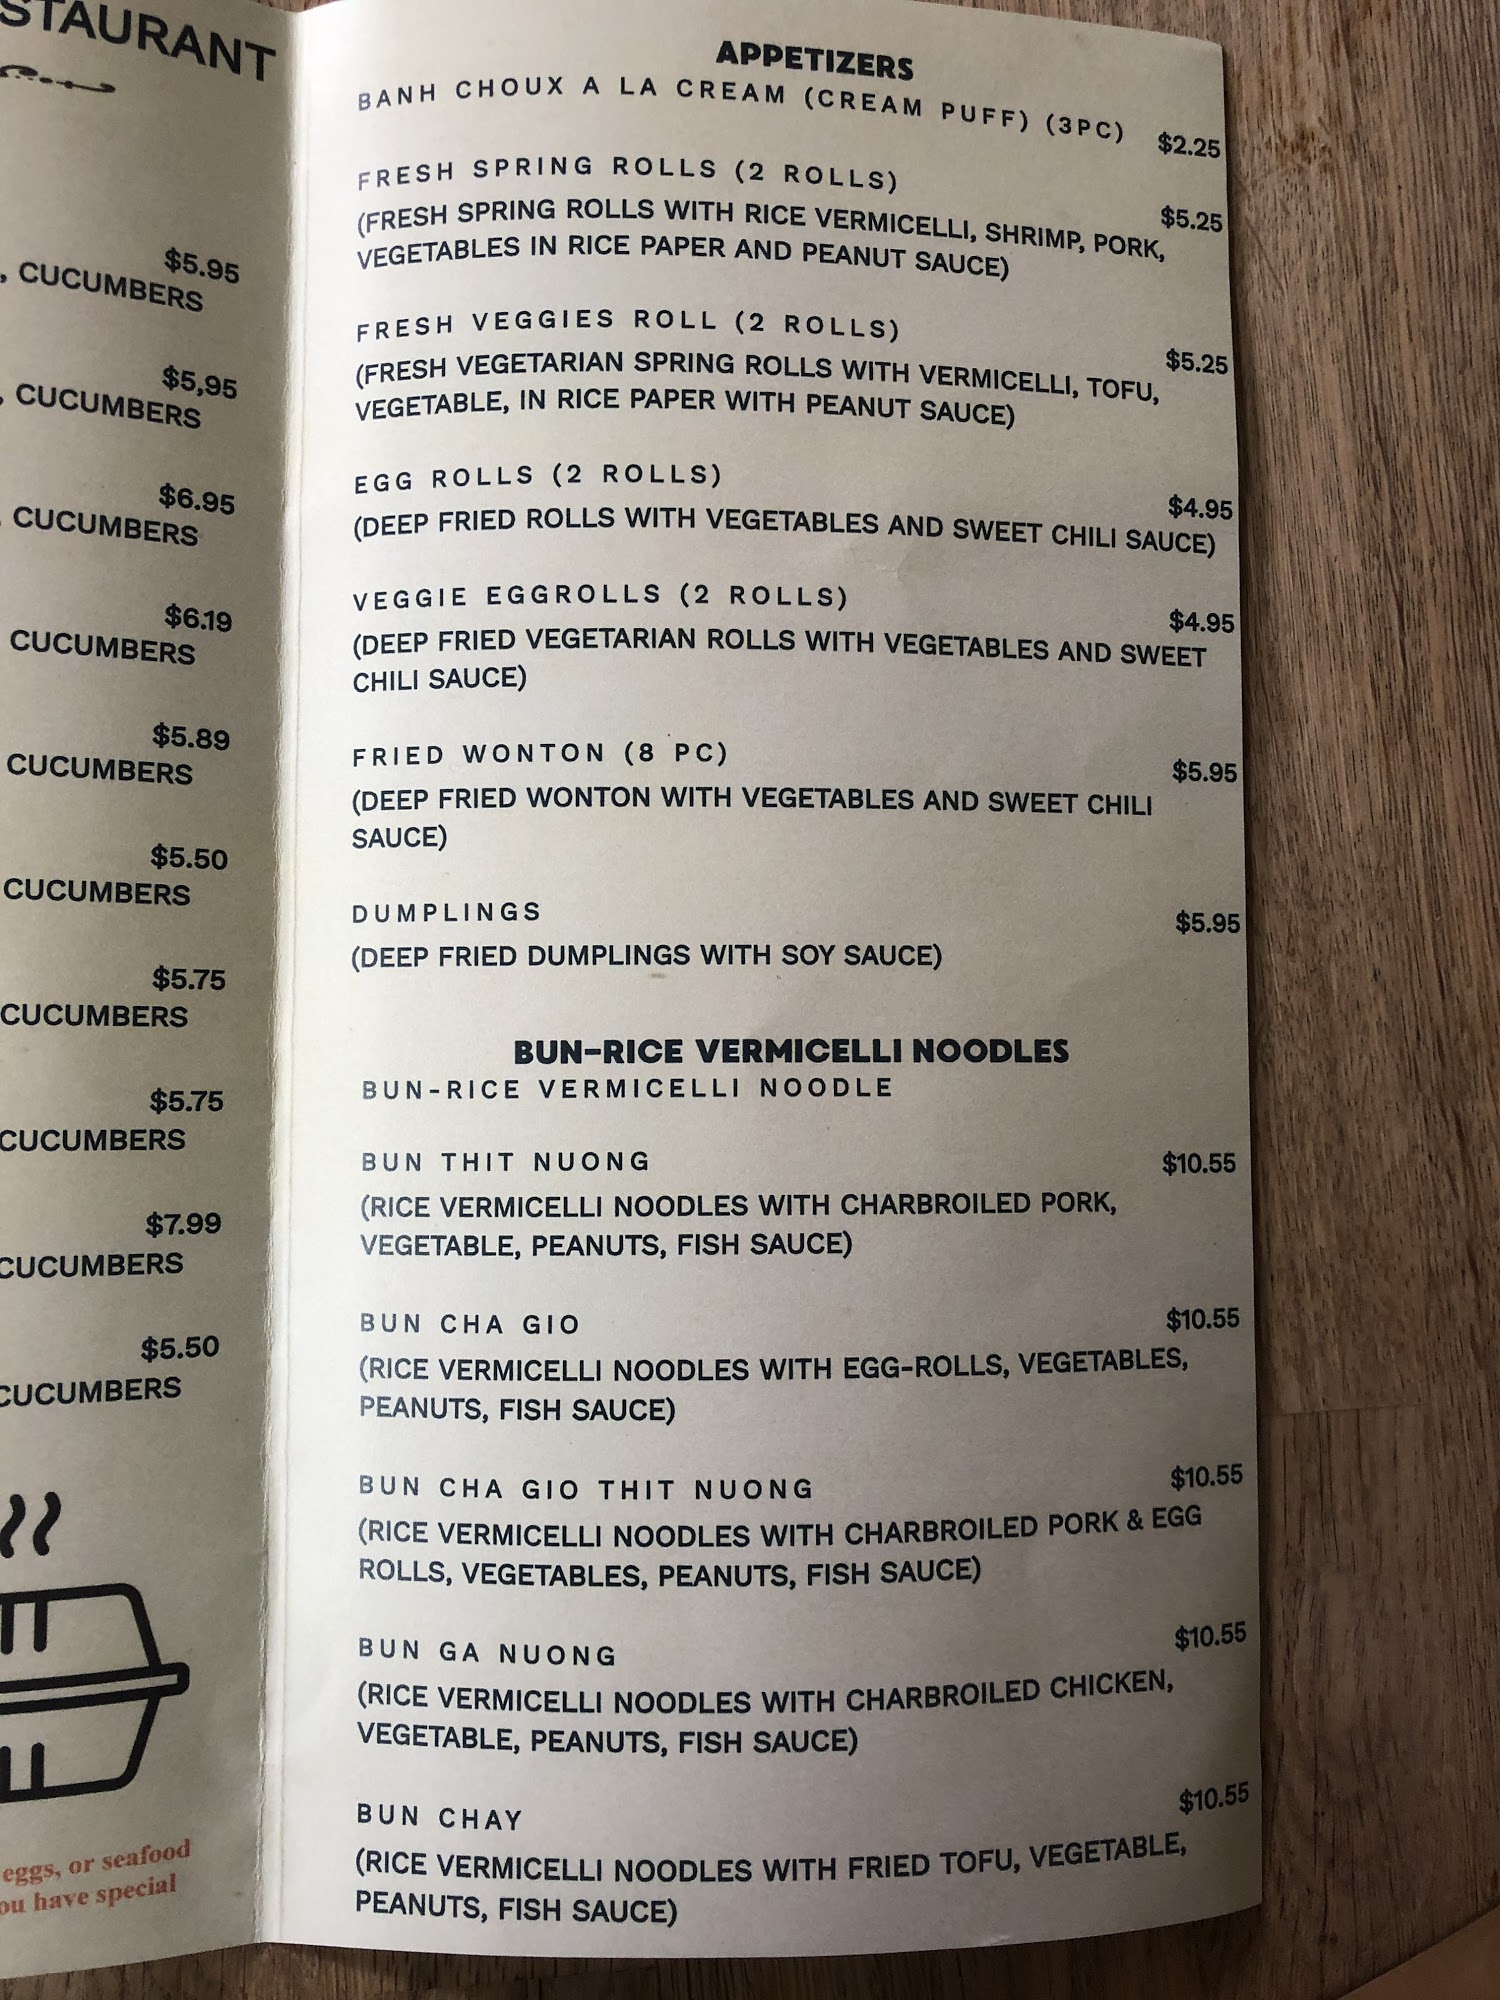 STAURANT
$5.95
, CUCUMBERS
$5,95
, CUCUMBERS
$6.95
, CUCUMBERS
$6.19
CUCUMBERS
$5.89
CUCUMBERS
$5.50
CUCUMBERS
$5.75
CUCUMBERS
$5.75
CUCUMBERS
$7.99
CUCUMBERS
$5.50
CUCUMBERS
eggs, or seafood
ou have special
APPETIZERS
BANH CHOUX A LA CREAM (CREAM PUFF) (3PC) $2.25
FRESH SPRING ROLLS (2 ROLLS) $5.25
(FRESH SPRING ROLLS WITH RICE VERMICELLI, SHRIMP, PORK,
VEGETABLES IN RICE PAPER AND PEANUT SAUCE)
FRESH VEGGIES ROLL (2 ROLLS) $5.25
(FRESH VEGETARIAN SPRING ROLLS WITH VERMICELLI, TOFU,
VEGETABLE, IN RICE PAPER WITH PEANUT SAUCE)
EGG ROLLS (2 ROLLS) $4.95
(DEEP FRIED ROLLS WITH VEGETABLES AND SWEET CHILI SAUCE)
VEGGIE EGGROLLS (2 ROLLS) $4.95
(DEEP FRIED VEGETARIAN ROLLS WITH VEGETABLES AND SWEET
CHILI SAUCE)
FRIED WONTON (8 PC) $5.95
(DEEP FRIED WONTON WITH VEGETABLES AND SWEET CHILI
SAUCE)
DUMPLINGS $5.95
(DEEP FRIED DUMPLINGS WITH SOY SAUCE)
BUN-RICE VERMICELLI NOODLES
BUN-RICE VERMICELLI NOODLE
BUN THIT NUONG $10.55
(RICE VERMICELLI NOODLES WITH CHARBROILED PORK,
VEGETABLE, PEANUTS, FISH SAUCE)
BUN CHA GIO $10.55
(RICE VERMICELLI NOODLES WITH EGG-ROLLS, VEGETABLES,
PEANUTS, FISH SAUCE)
BUN CHA GIO THIT NUONG $10.55
(RICE VERMICELLI NOODLES WITH CHARBROILED PORK & EGG
ROLLS, VEGETABLES, PEANUTS, FISH SAUCE)
BUN GA NUONG $10.55
(RICE VERMICELLI NOODLES WITH CHARBROILED CHICKEN,
VEGETABLE, PEANUTS, FISH SAUCE)
BUN CHAY $10.55
(RICE VERMICELLI NOODLES WITH FRIED TOFU, VEGETABLE,
PEANUTS, FISH SAUCE)